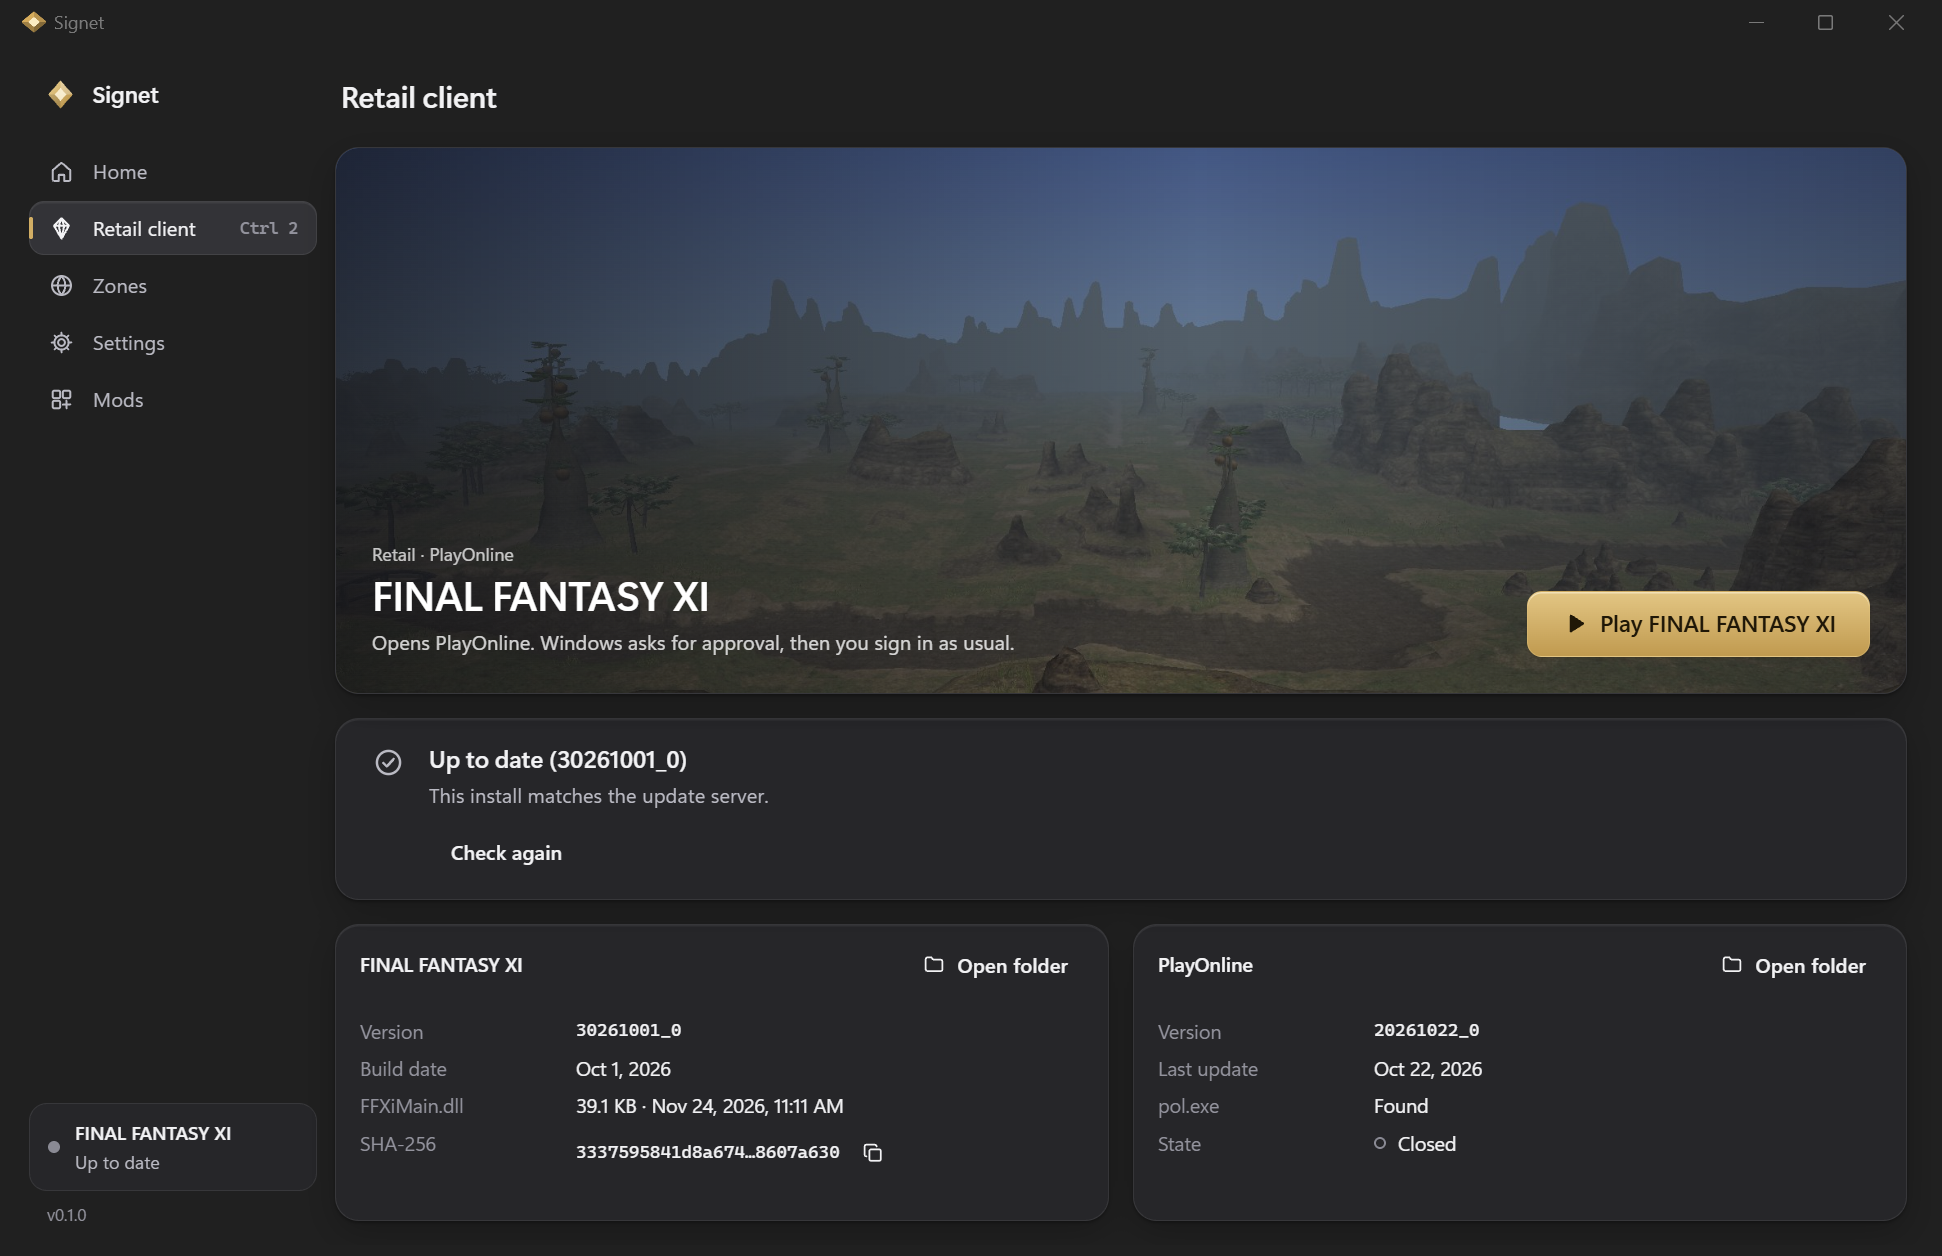 Signet
Signet
Home
Retail client Ctrl 2
Zones
Settings
Mods
FINAL FANTASY XI
Up to date
v0.1.0
Retail client
Retail · PlayOnline
FINAL FANTASY XI
Opens PlayOnline. Windows asks for approval, then you sign in as usual.
Play FINAL FANTASY XI
Up to date (30261001_0)
This install matches the update server.
Check again
FINAL FANTASY XI Open folder
Version 30261001_0
Build date Oct 1, 2026
FFXiMain.dll 39.1 KB · Nov 24, 2026, 11:11 AM
SHA-256 3337595841d8a674…8607a630
PlayOnline Open folder
Version 20261022_0
Last update Oct 22, 2026
pol.exe Found
State Closed